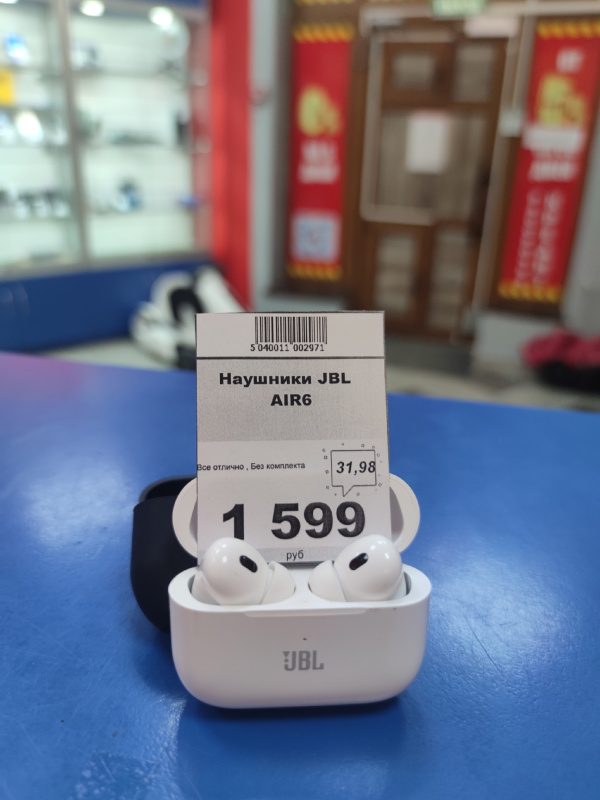 5 040011 002971
Наушники JBL
AIR6
Все отлично , Без комплекта
31,98
1 599
руб
JBL